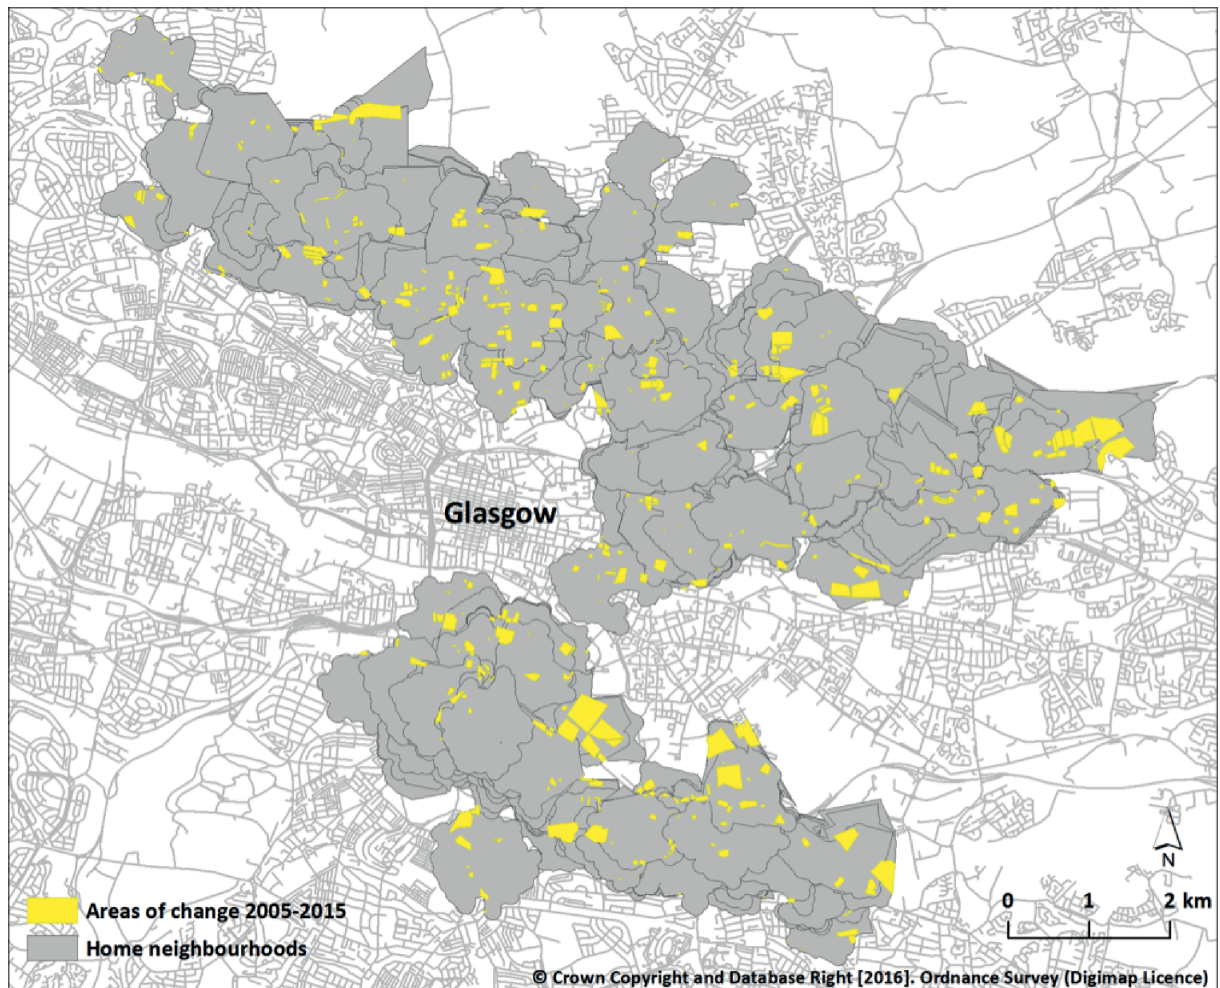 Glasgow
Areas of change 2005-2015
Home neighbourhoods
N
0 1 2 km
© Crown Copyright and Database Right [2016]. Ordnance Survey (Digimap Licence)